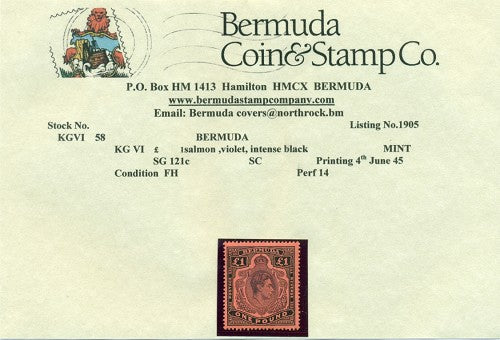 Bermuda
Coin & Stamp Co.
P.O. Box HM 1413 Hamilton HMCX BERMUDA
www.bermudastampcompany.com
Email: Bermuda covers@northrock.bm
Stock No. Listing No.1905
KGVI 58 BERMUDA
KG VI £ 1salmon ,violet, intense black MINT
SG 121c SC Printing 4th June 45
Condition FH Perf 14
BERMUDA
£1 £1
ONE POUND